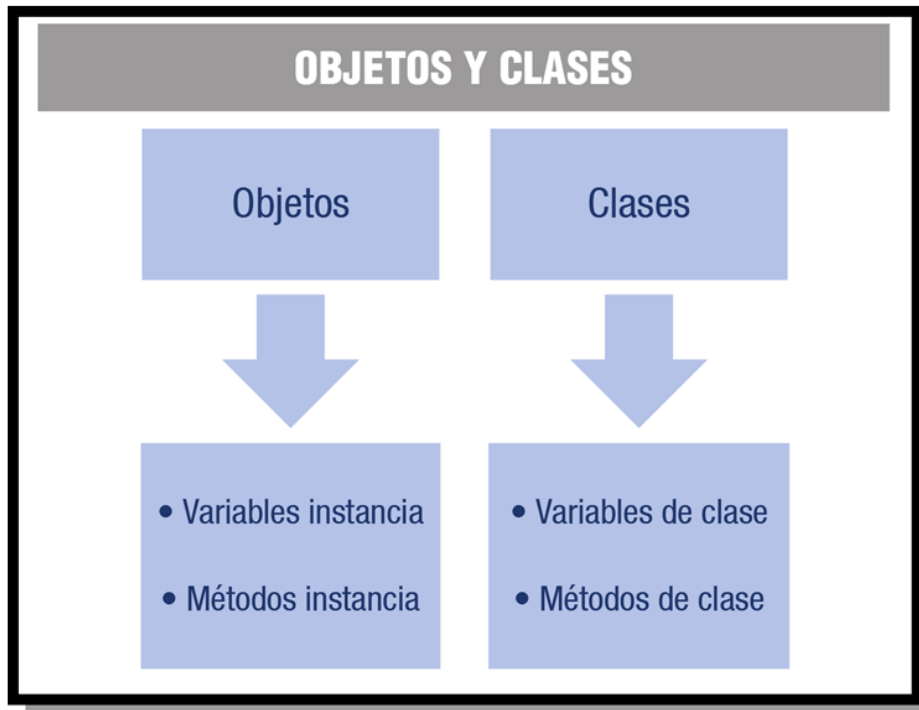 OBJETOS Y CLASES
Objetos
Clases
• Variables instancia
• Métodos instancia
• Variables de clase
• Métodos de clase